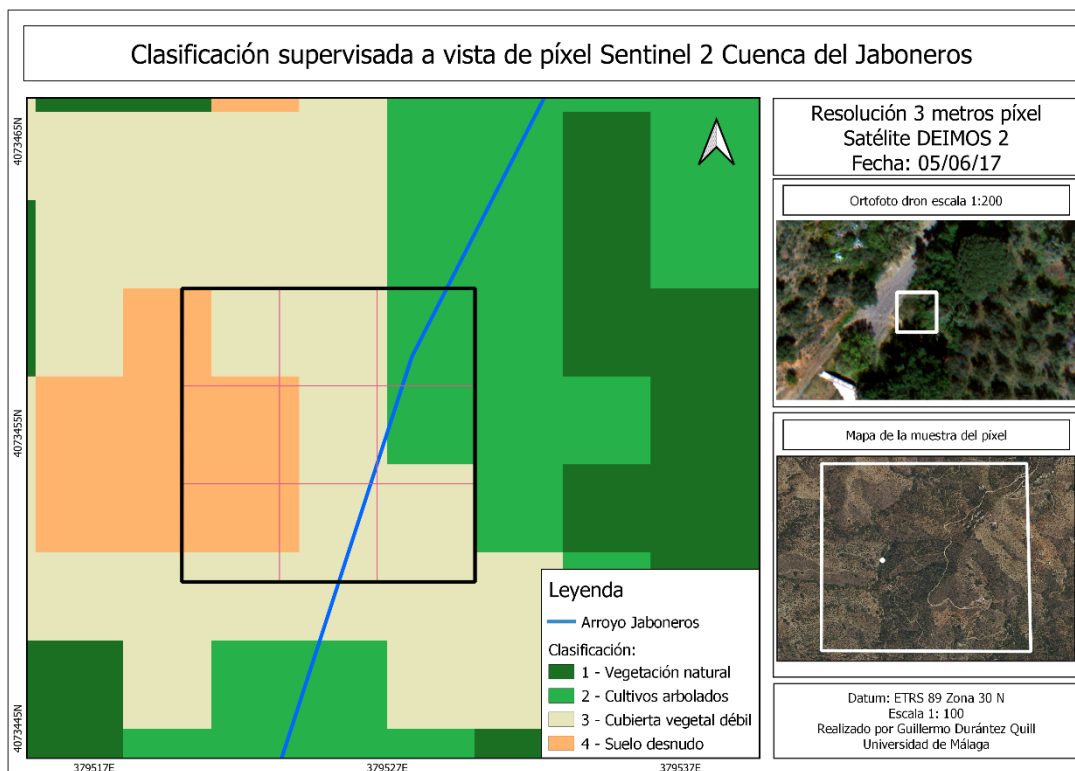 Clasificación supervisada a vista de píxel Sentinel 2 Cuenca del Jaboneros
4073465N
4073455N
4073445N
379517E
379527E
379537E
Leyenda
Arroyo Jaboneros
Clasificación:
1 - Vegetación natural
2 - Cultivos arbolados
3 - Cubierta vegetal débil
4 - Suelo desnudo
Resolución 3 metros píxel
Satélite DEIMOS 2
Fecha: 05/06/17
Ortofoto dron escala 1:200
Mapa de la muestra del píxel
Datum: ETRS 89 Zona 30 N
Escala 1: 100
Realizado por Guillermo Durántez Quill
Universidad de Málaga